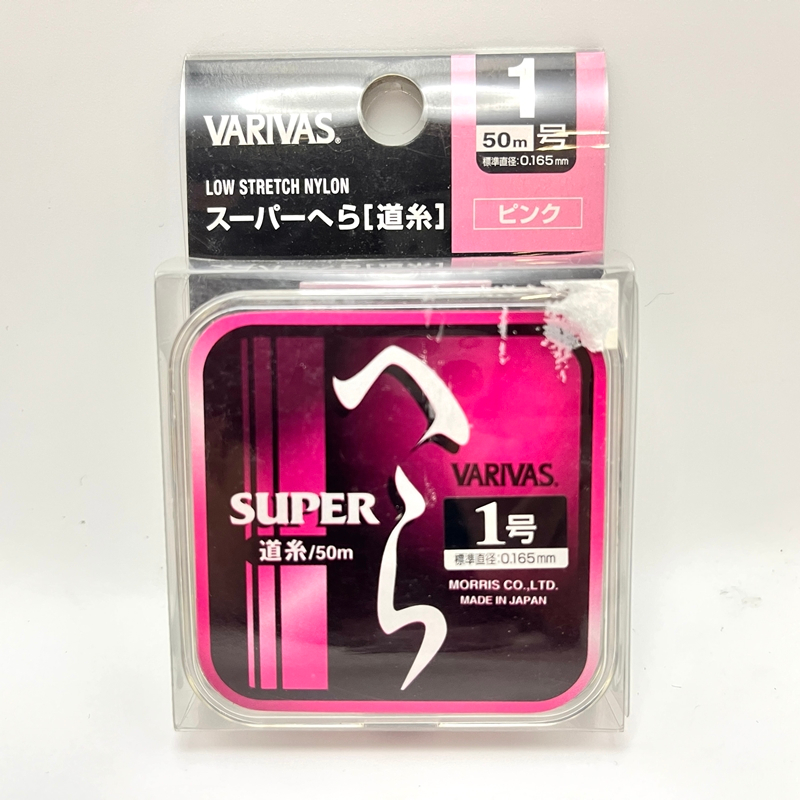 VARIVAS®
LOW STRETCH NYLON
スーパーへら[道糸]
1号
50m
標準直径:0.165mm
ピンク
へら
SUPER
道糸/50m
VARIVAS®
1号
標準直径:0.165mm
MORRIS CO.,LTD.
MADE IN JAPAN